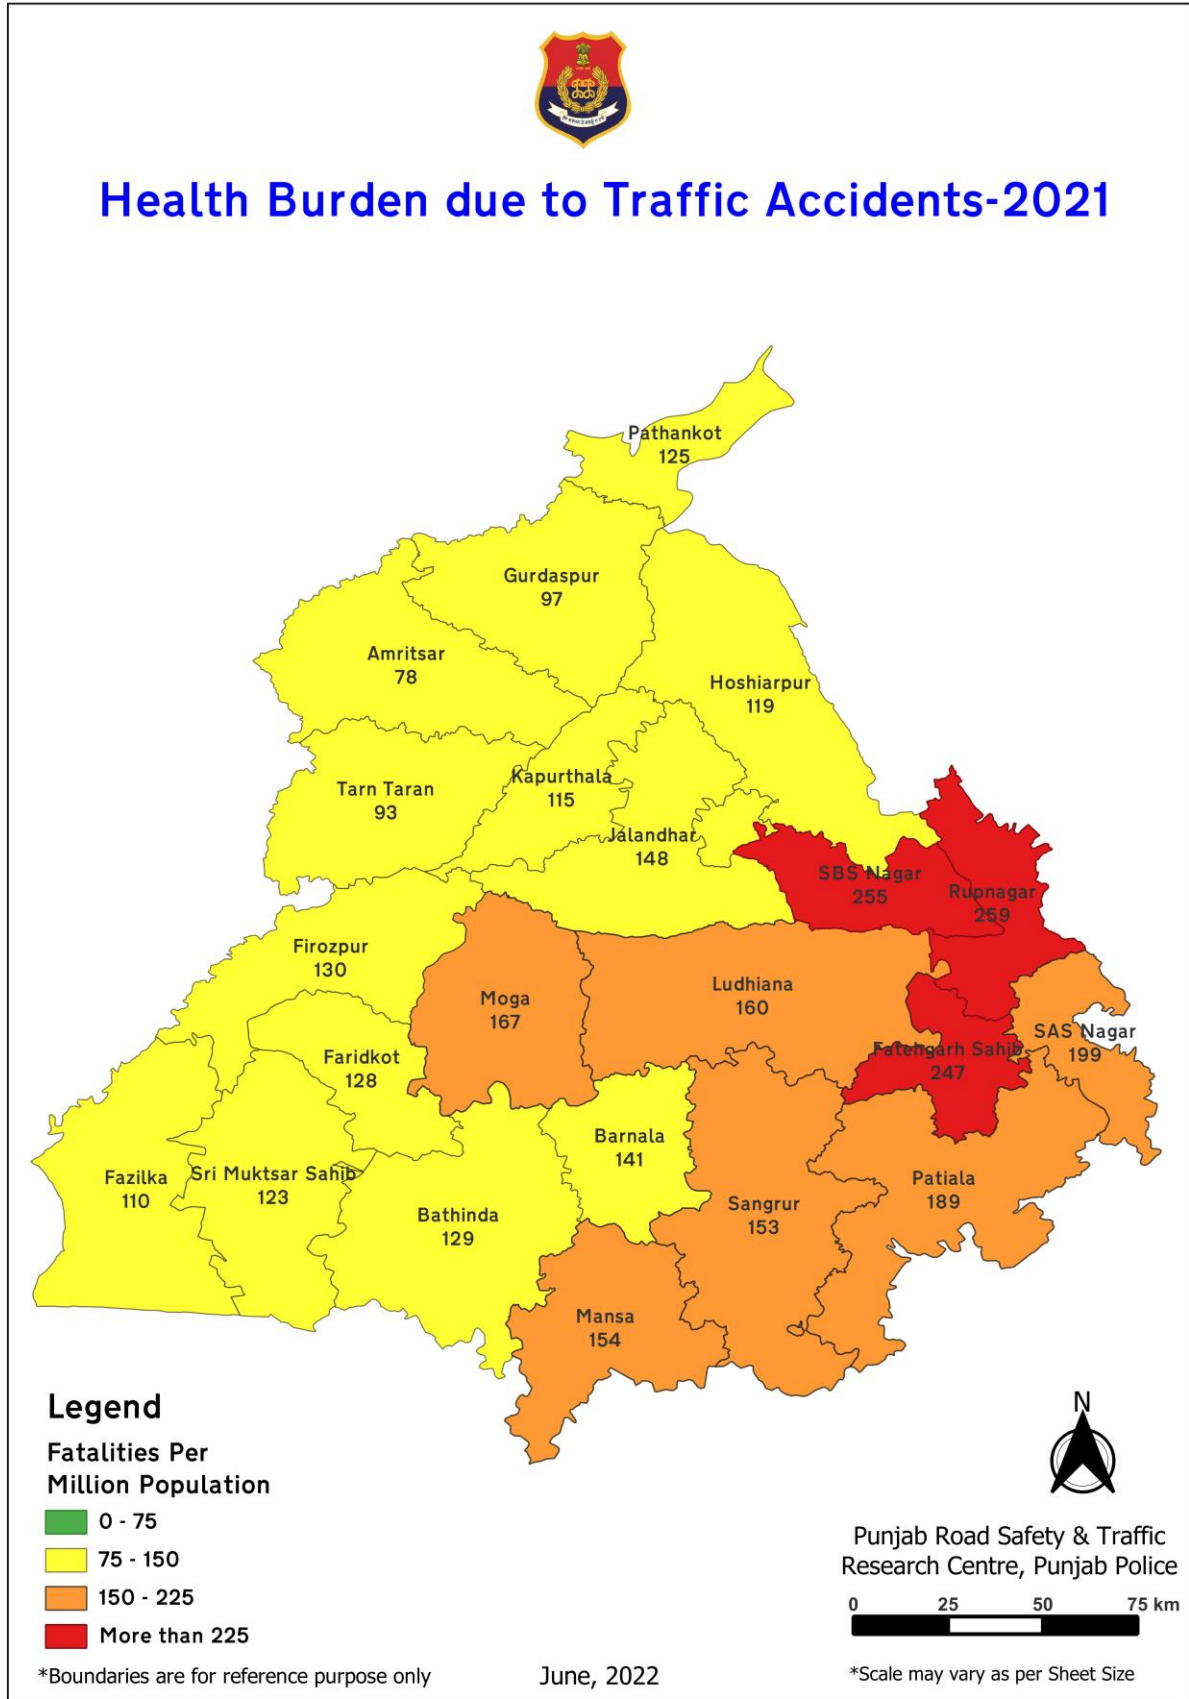 Health Burden due to Traffic Accidents-2021
Pathankot
125
Gurdaspur
97
Amritsar
78
Hoshiarpur
119
Tarn Taran
93
Kapurthala
115
Jalandhar
148
SBS Nagar
255
Rupnagar
259
Firozpur
130
Moga
167
Ludhiana
160
SAS Nagar
199
Faridkot
128
Fatehgarh Sahib
247
Barnala
141
Fazilka
110
Sri Muktsar Sahib
123
Bathinda
129
Sangrur
153
Patiala
189
Mansa
154
Legend
Fatalities Per
Million Population
0 - 75
75 - 150
150 - 225
More than 225
*Boundaries are for reference purpose only
June, 2022
N
Punjab Road Safety & Traffic
Research Centre, Punjab Police
0 25 50 75 km
*Scale may vary as per Sheet Size